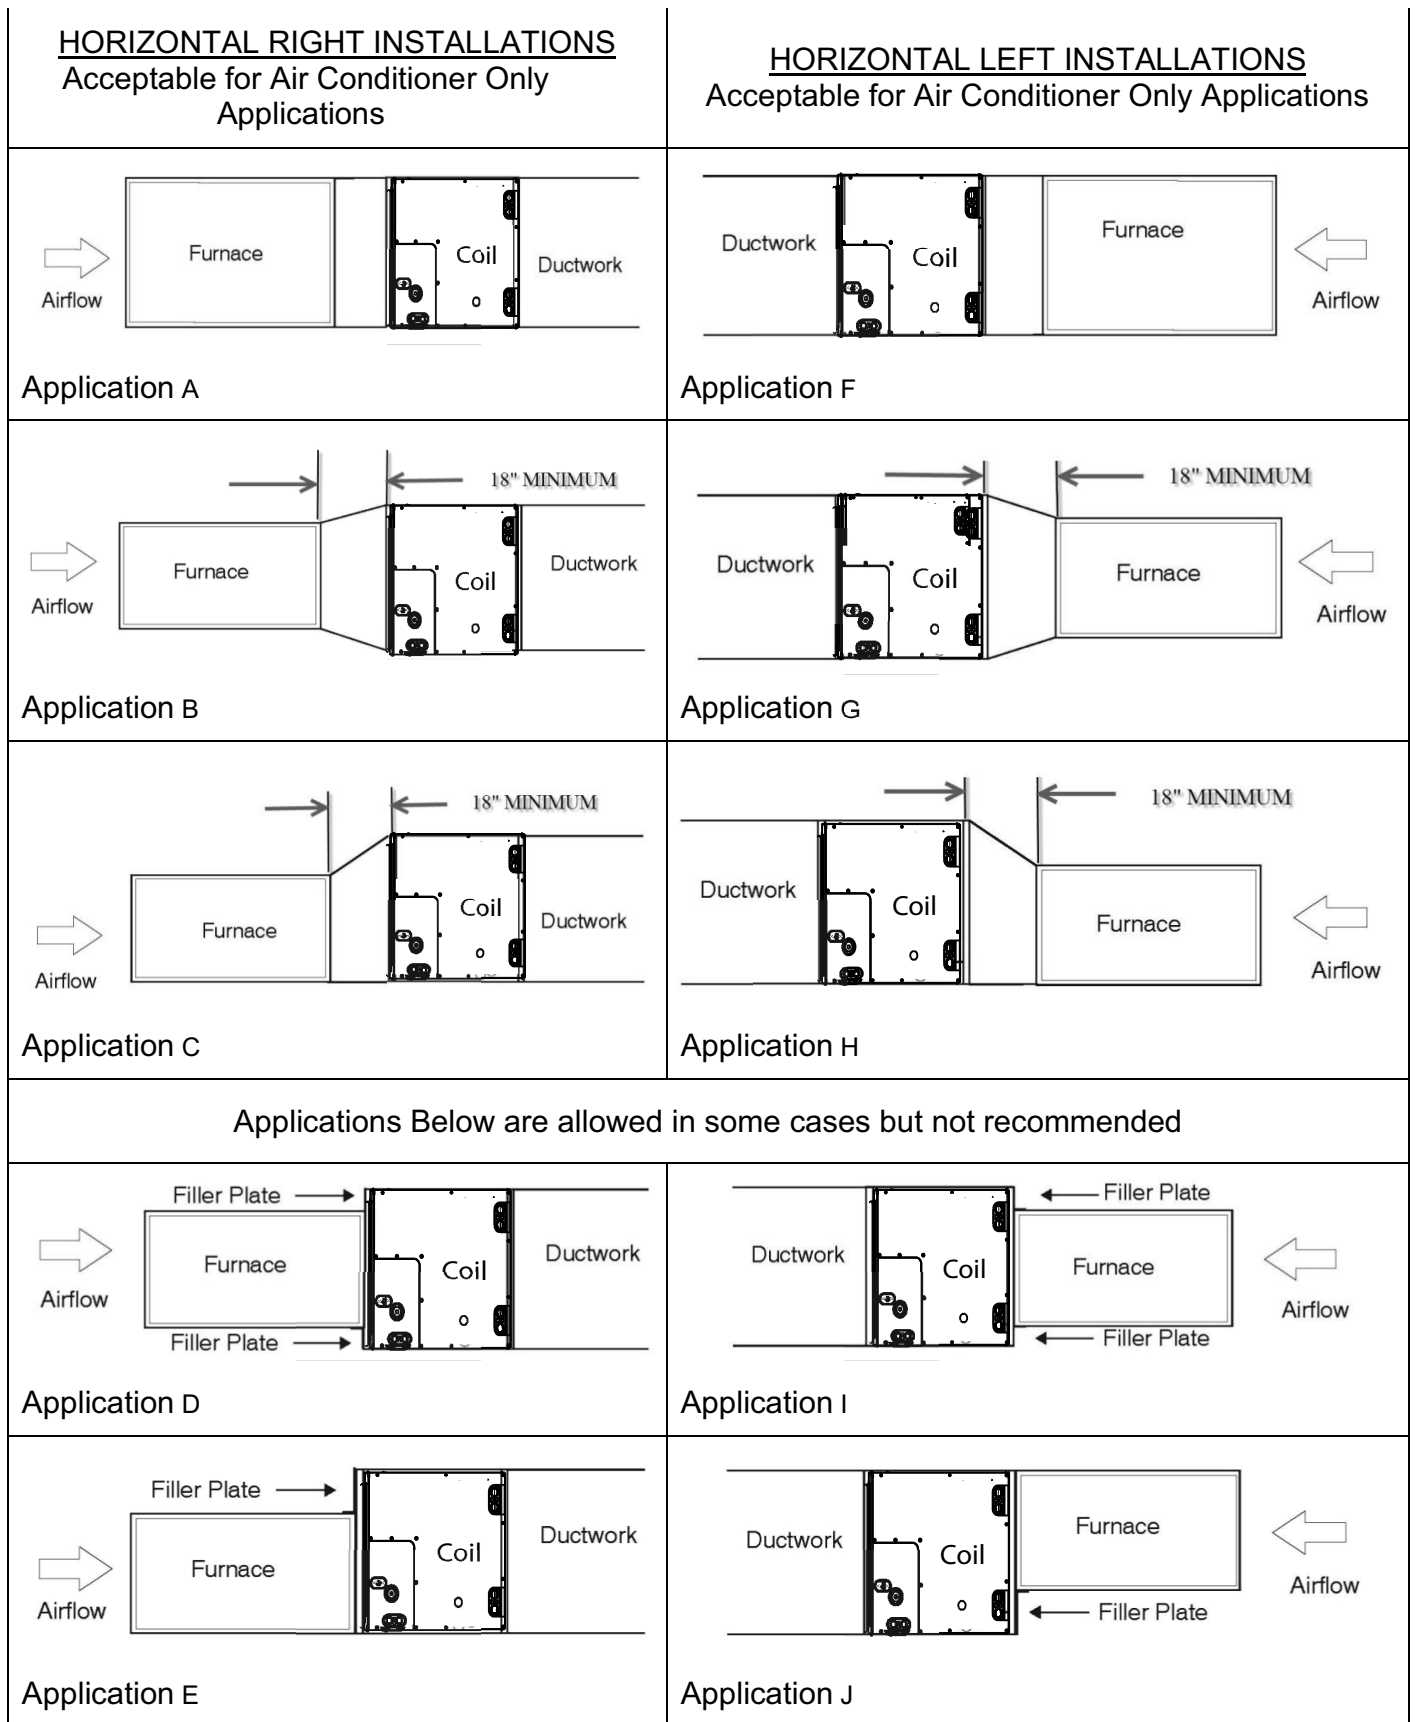 HORIZONTAL RIGHT INSTALLATIONS
Acceptable for Air Conditioner Only
Applications
HORIZONTAL LEFT INSTALLATIONS
Acceptable for Air Conditioner Only Applications
Furnace
Coil
Ductwork
Airflow
Application A
Ductwork
Coil
Furnace
Airflow
Application F
18" MINIMUM
Furnace
Coil
Ductwork
Airflow
Application B
18" MINIMUM
Ductwork
Coil
Furnace
Airflow
Application G
18" MINIMUM
Furnace
Coil
Ductwork
Airflow
Application C
18" MINIMUM
Ductwork
Coil
Furnace
Airflow
Application H
Applications Below are allowed in some cases but not recommended
Filler Plate
Furnace
Coil
Ductwork
Airflow
Filler Plate
Application D
Filler Plate
Ductwork
Coil
Furnace
Airflow
Filler Plate
Application I
Filler Plate
Furnace
Coil
Ductwork
Airflow
Application E
Ductwork
Coil
Furnace
Airflow
Filler Plate
Application J